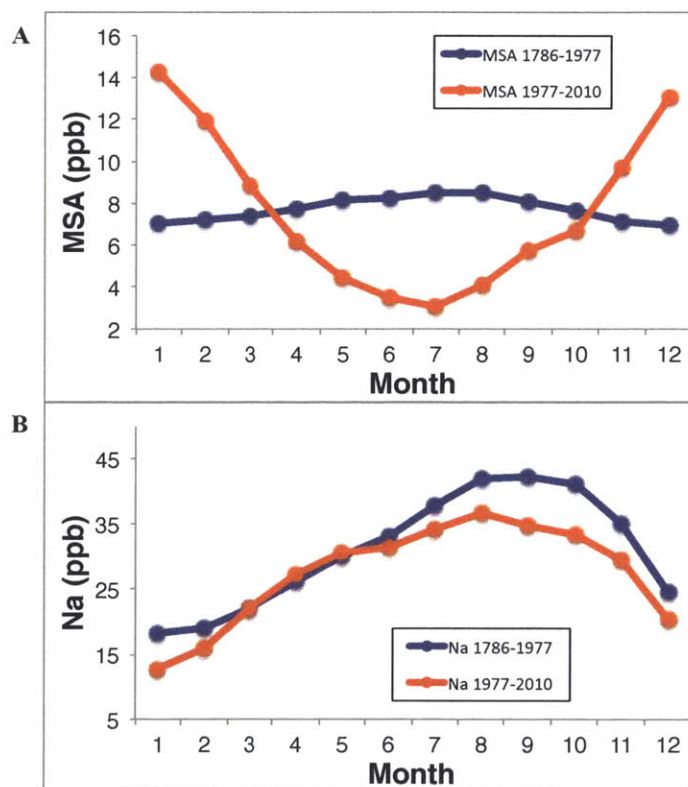 A
16
14
12
10
8
6
4
2
MSA (ppb)
MSA 1786-1977
MSA 1977-2010
1 2 3 4 5 6 7 8 9 10 11 12
Month
B
45
35
25
15
5
Na (ppb)
Na 1786-1977
Na 1977-2010
1 2 3 4 5 6 7 8 9 10 11 12
Month